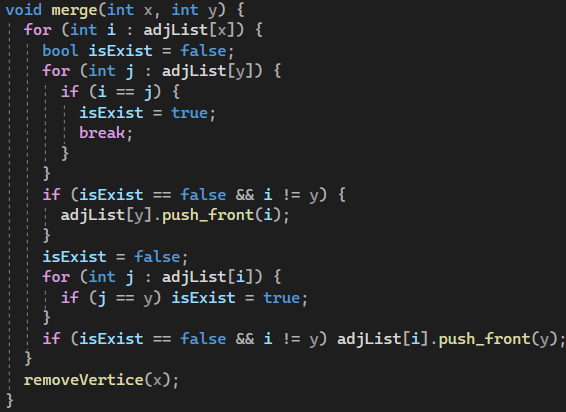 void merge(int x, int y) {
  for (int i : adjList[x]) {
    bool isExist = false;
    for (int j : adjList[y]) {
      if (i == j) {
        isExist = true;
        break;
      }
    }
    if (isExist == false && i != y) {
      adjList[y].push_front(i);
    }
    isExist = false;
    for (int j : adjList[i]) {
      if (j == y) isExist = true;
    }
    if (isExist == false && i != y) adjList[i].push_front(y);
  }
  removeVertice(x);
}